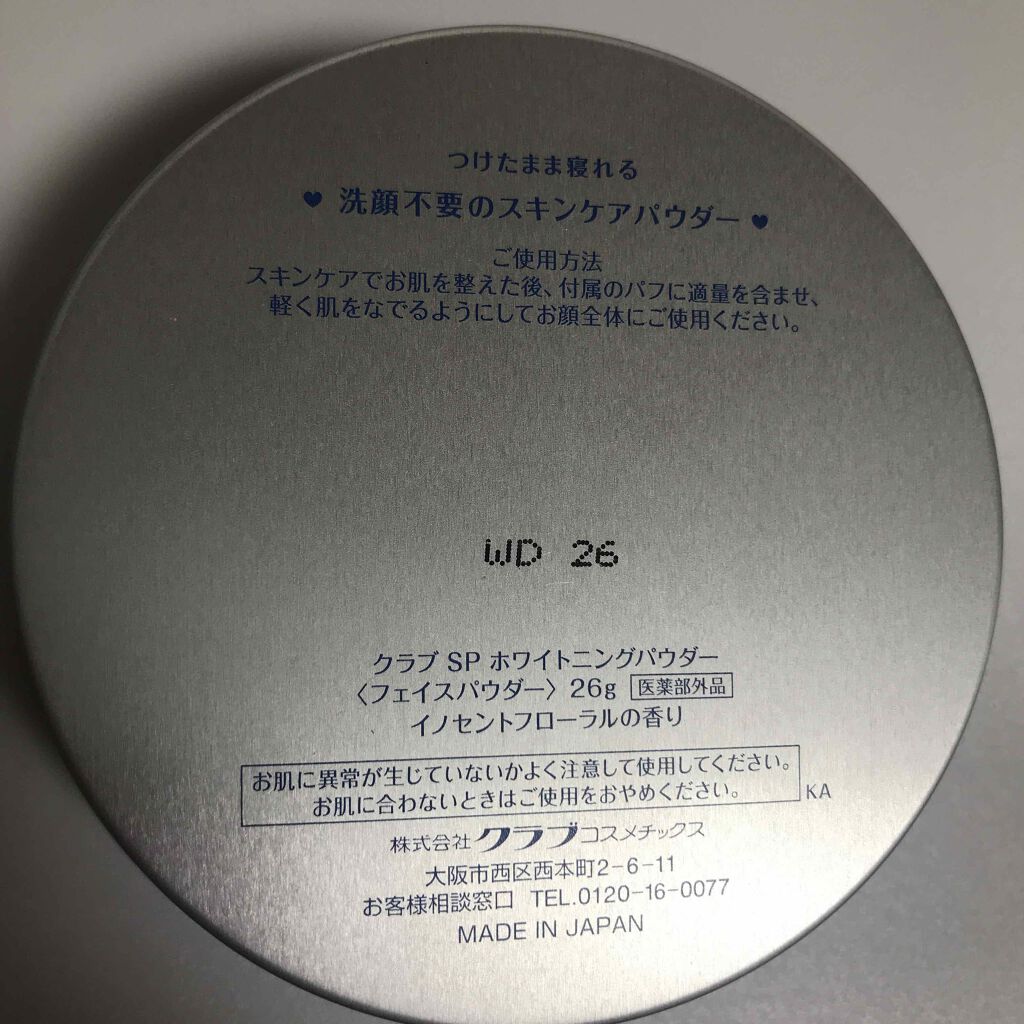 つけたまま寝れる
♥ 洗顔不要のスキンケアパウダー ♥
ご使用方法
スキンケアでお肌を整えた後、付属のパフに適量を含ませ、
軽く肌をなでるようにしてお顔全体にご使用ください。
WD 26
クラブ SP ホワイトニングパウダー
〈フェイスパウダー〉 26g 医薬部外品
イノセントフローラルの香り
お肌に異常が生じていないかよく注意して使用してください。
お肌に合わないときはご使用をおやめください。
KA
株式会社 クラブコスメチックス
大阪市西区西本町2-6-11
お客様相談窓口 TEL.0120-16-0077
MADE IN JAPAN